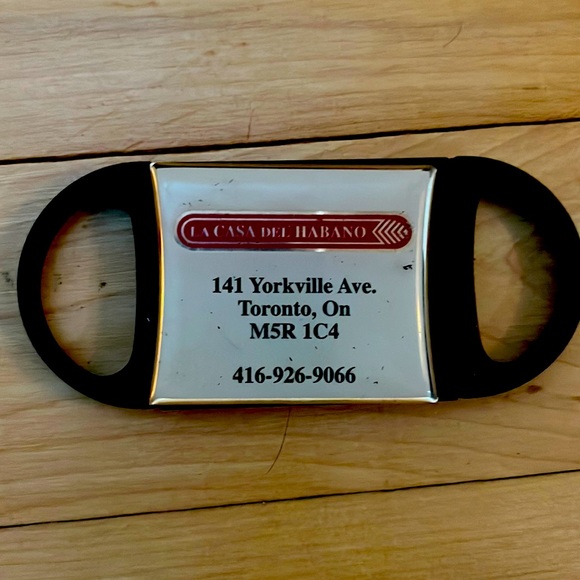 LA CASA DEL HABANO
141 Yorkville Ave.
Toronto, On
M5R 1C4
416-926-9066